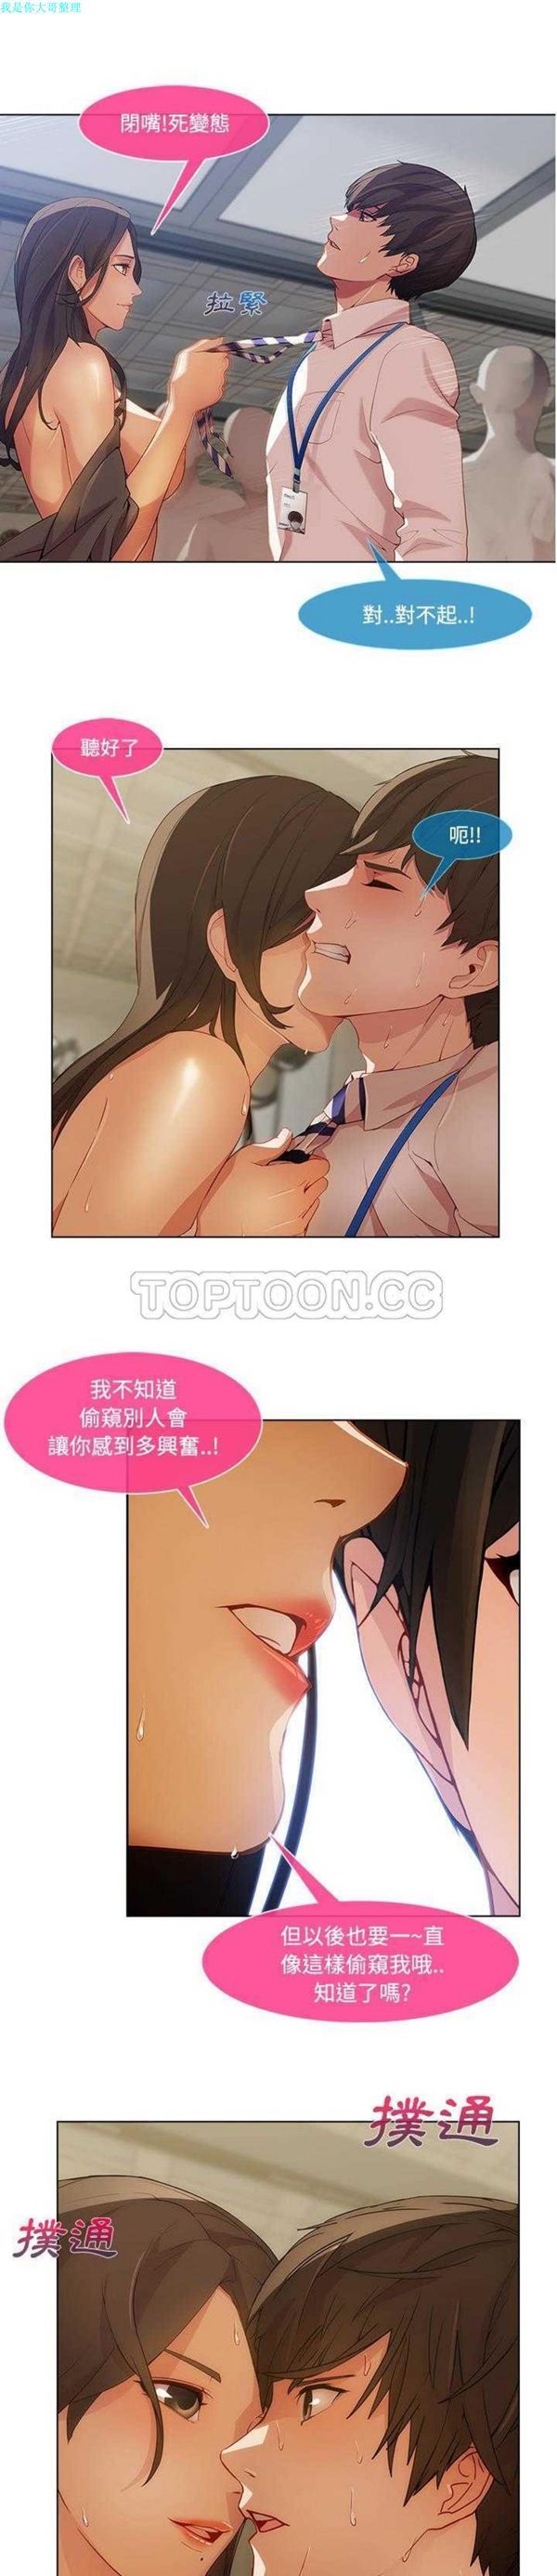 我是你大哥整理
閉嘴!死變態
拉緊
對..對不起..!
聽好了
呃!!
TOPTOON.CC
我不知道
偷窺別人會
讓你感到多興奮..!
但以後也要一~直
像這樣偷窺我哦..
知道了嗎?
撲通
撲通